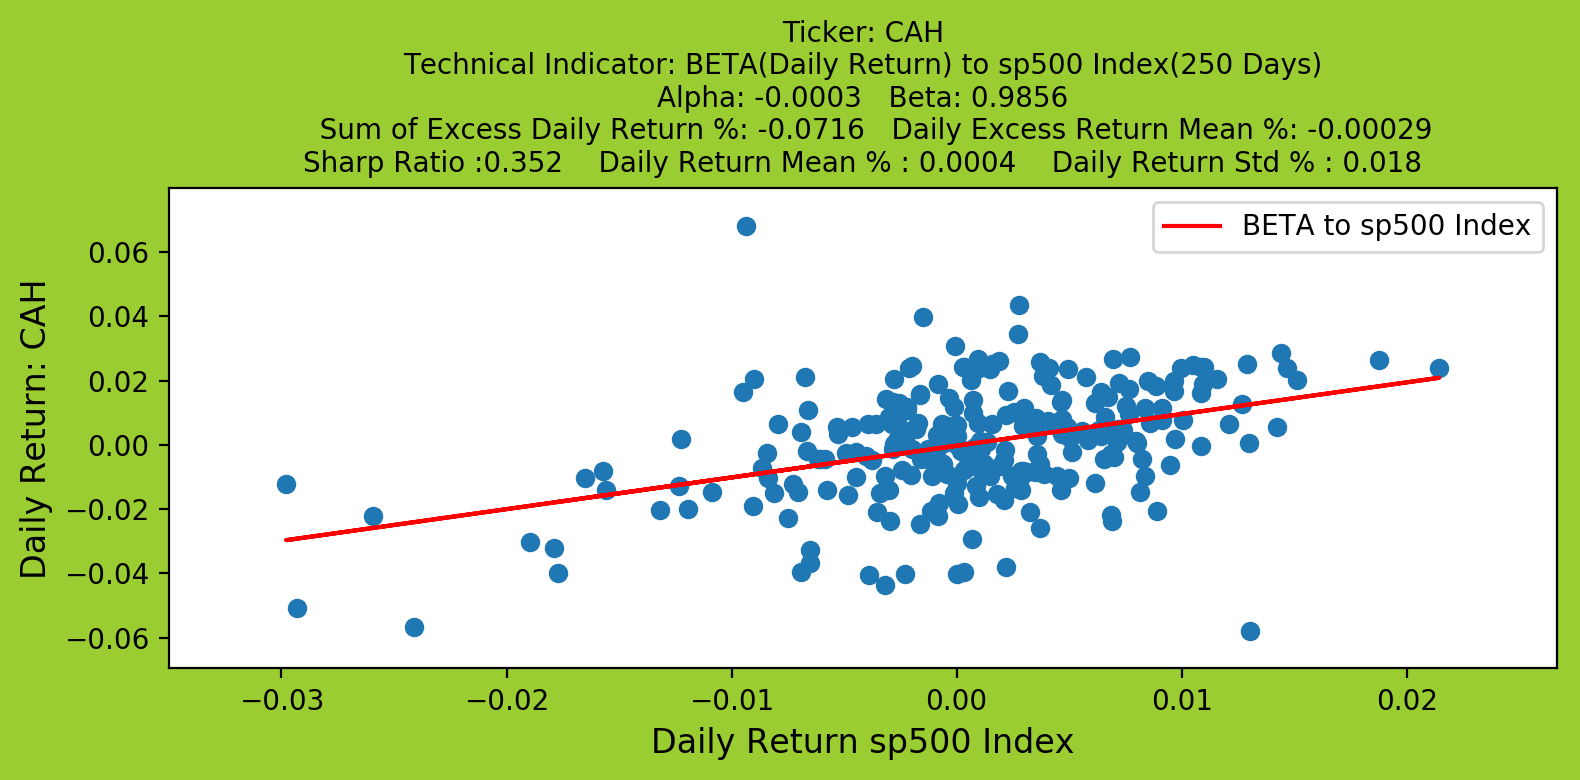 Ticker: CAH
Technical Indicator: BETA(Daily Return) to sp500 Index(250 Days)
Alpha: -0.0003 Beta: 0.9856
Sum of Excess Daily Return %: -0.0716 Daily Excess Return Mean %: -0.00029
Sharp Ratio :0.352 Daily Return Mean % : 0.0004 Daily Return Std % : 0.018
BETA to sp500 Index
Daily Return: CAH
0.06
0.04
0.02
0.00
−0.02
−0.04
−0.06
−0.03 −0.02 −0.01 0.00 0.01 0.02
Daily Return sp500 Index